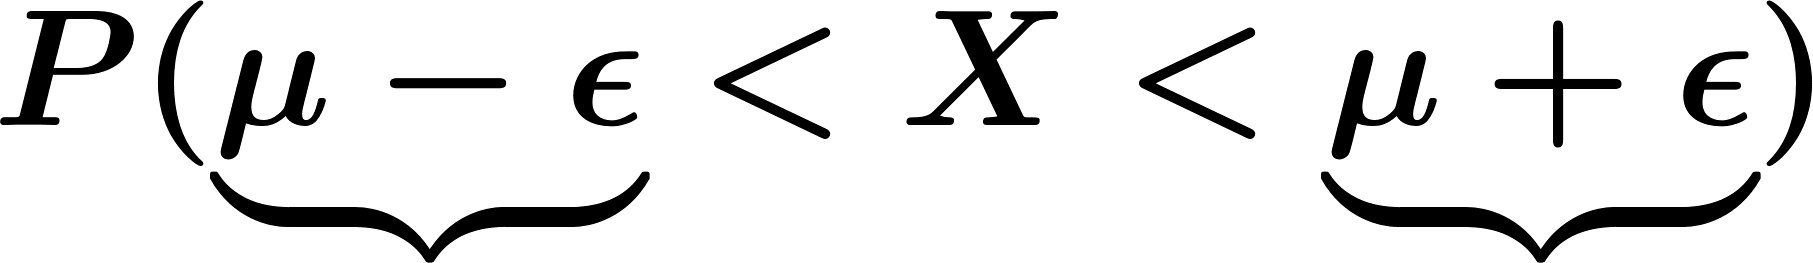 P(μ − ϵ < X < μ + ϵ)